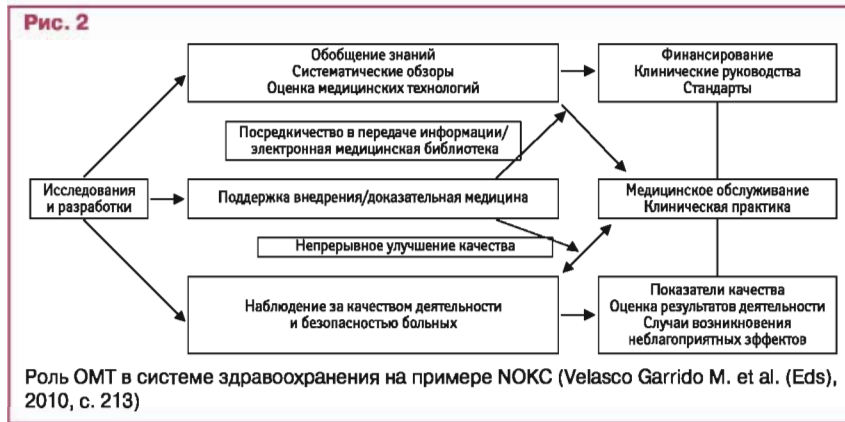 Рис. 2
Обобщение знаний
Систематические обзоры
Оценка медицинских технологий
Финансирование
Клинические руководства
Стандарты
Посредкичество в передаче информации/
электронная медицинская библиотека
Исследования
и разработки
Поддержка внедрения/доказательная медицина
Медицинское обслуживание
Клиническая практика
Непрерывное улучшение качества
Наблюдение за качеством деятельности
и безопасностью больных
Показатели качества
Оценка результатов деятельности
Случаи возникновения
неблагоприятных эффектов
Роль ОМТ в системе здравоохранения на примере NOKC (Velasco Garrido M. et al. (Eds),
2010, с. 213)